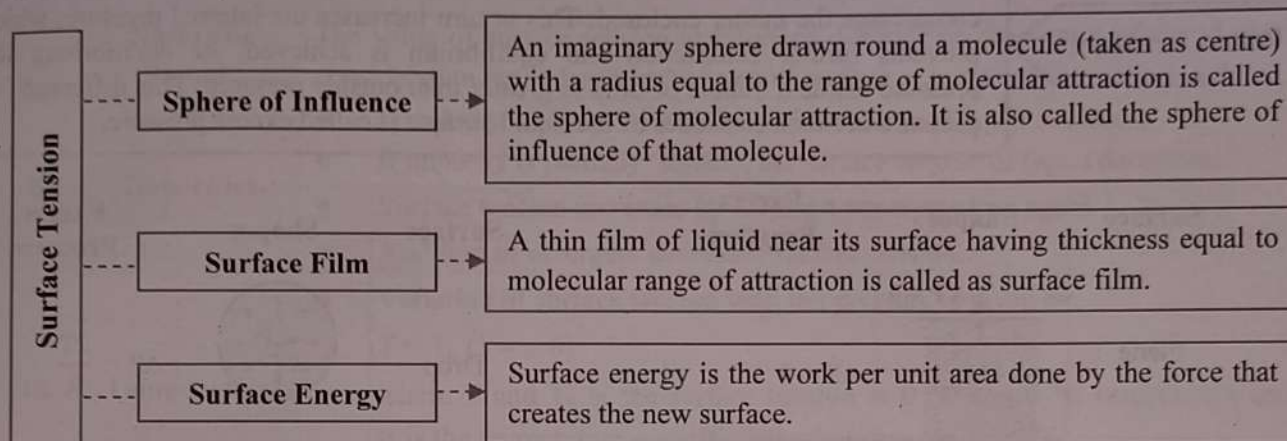 Surface Tension
Sphere of Influence
An imaginary sphere drawn round a molecule (taken as centre)
with a radius equal to the range of molecular attraction is called
the sphere of molecular attraction. It is also called the sphere of
influence of that molecule.
Surface Film
A thin film of liquid near its surface having thickness equal to
molecular range of attraction is called as surface film.
Surface Energy
Surface energy is the work per unit area done by the force that
creates the new surface.